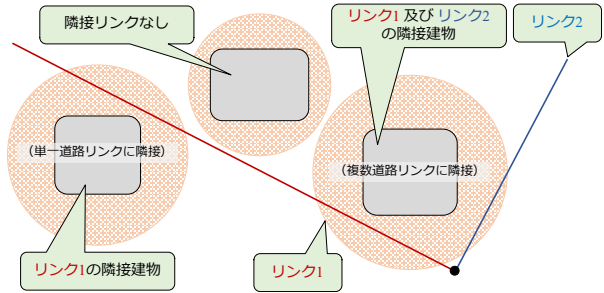 隣接リンクなし
リンク1 及び リンク2
の隣接建物
リンク2
（単一道路リンクに隣接）
（複数道路リンクに隣接）
リンク1の隣接建物
リンク1